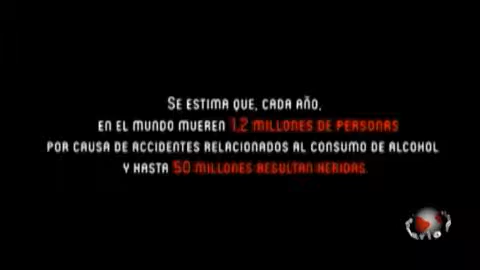 SE ESTIMA QUE, CADA AÑO,
EN EL MUNDO MUEREN 1,2 MILLONES DE PERSONAS
POR CAUSA DE ACCIDENTES RELACIONADOS AL CONSUMO DE ALCOHOL
Y HASTA 50 MILLONES RESULTAN HERIDAS.